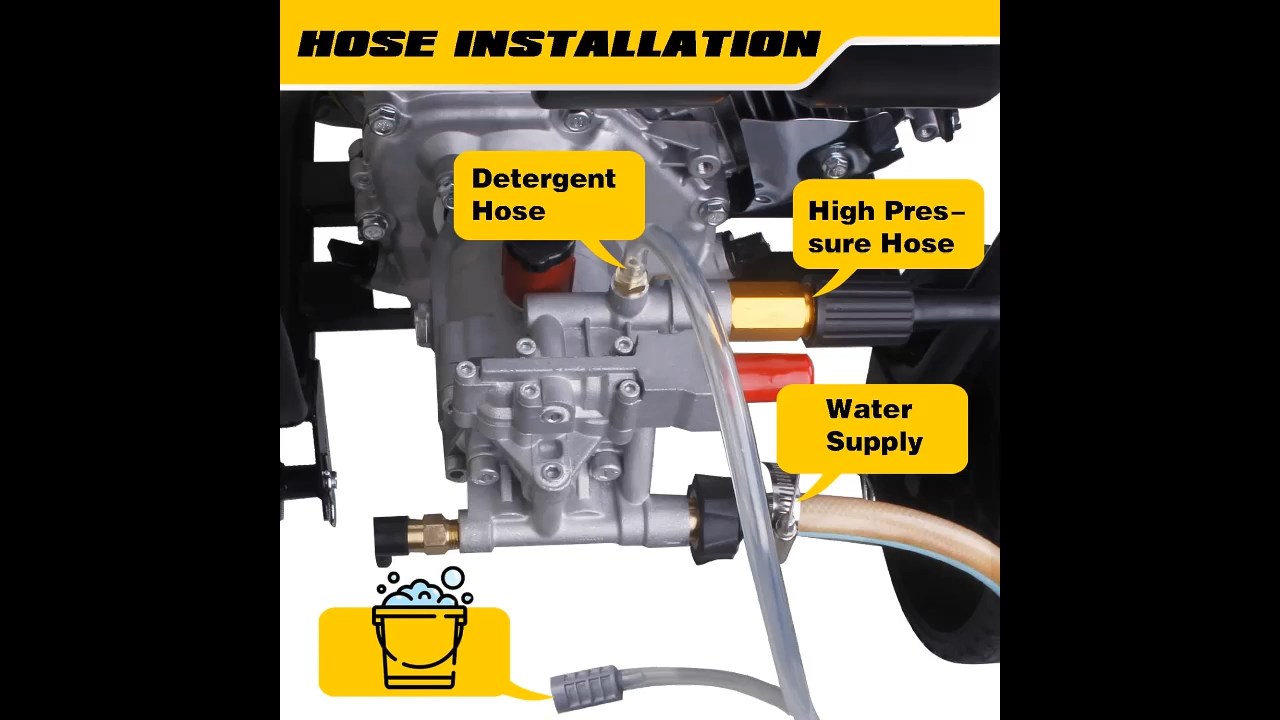 HOSE INSTALLATION
Detergent
Hose
High Pres-
sure Hose
Water
Supply